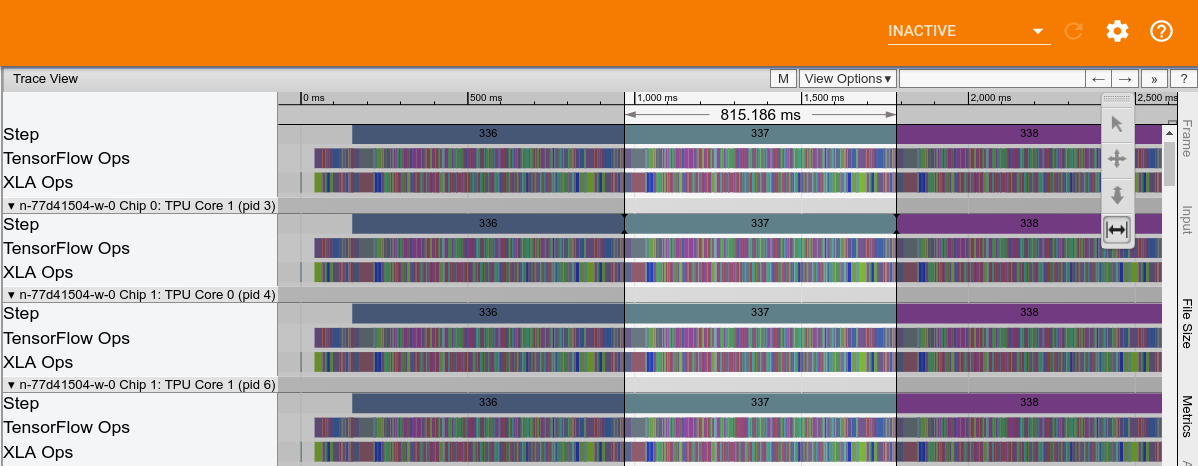 INACTIVE
Trace View M View Options▾ ← → » ?
0 ms 500 ms 1,000 ms 1,500 ms 2,000 ms 2,500 ms
815.186 ms
Step 336 337 338
TensorFlow Ops
XLA Ops
▾ n-77d41504-w-0 Chip 0: TPU Core 1 (pid 3)
Step 336 337 338
TensorFlow Ops
XLA Ops
▾ n-77d41504-w-0 Chip 1: TPU Core 0 (pid 4)
Step 336 337 338
TensorFlow Ops
XLA Ops
▾ n-77d41504-w-0 Chip 1: TPU Core 1 (pid 6)
Step 336 337 338
TensorFlow Ops
XLA Ops
Frame
Input
File Size
Metrics